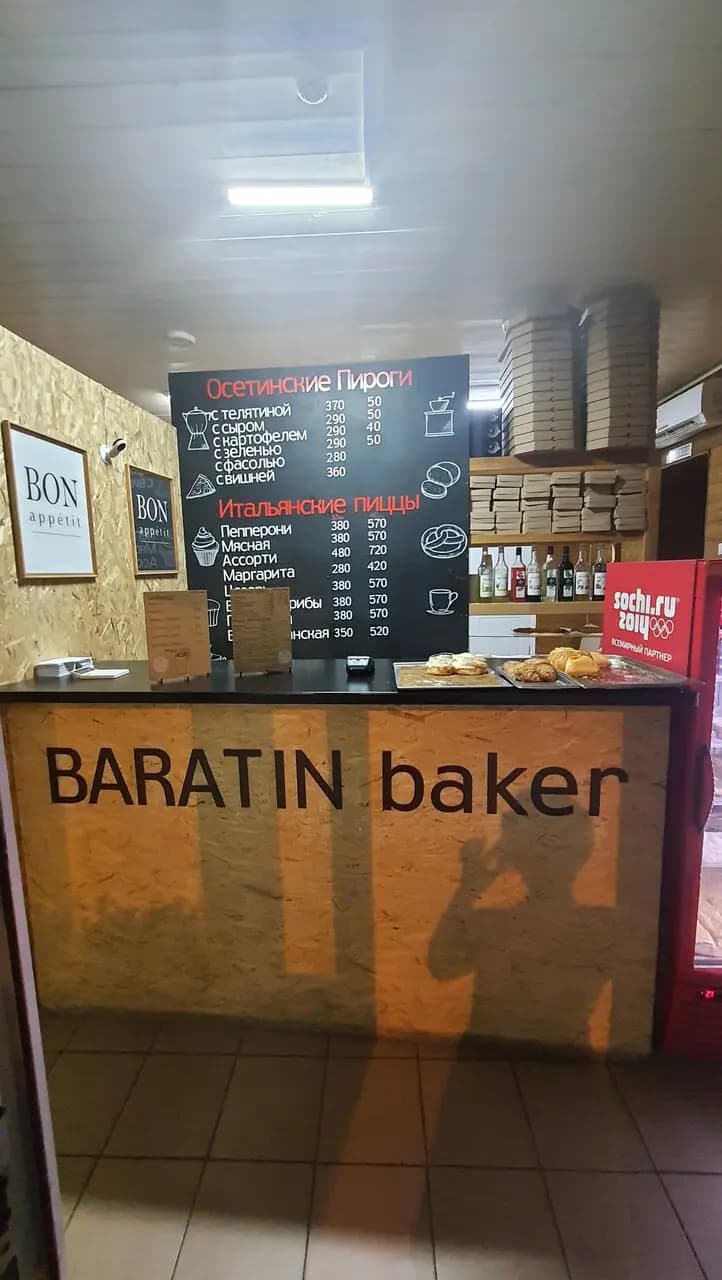 Осетинские Пироги
с телятиной 370 50
с сыром 290 50
с картофелем 290 40
с зеленью 290 50
с фасолью 280
с вишней 360
Итальянские пиццы
Пепперони 380 570
Мясная 380 570
Ассорти 480 720
Маргарита 280 420
380 570
380 570
380 570
350 520
BON
appétit
BON
appétit
sochi.ru
2014
ВСЕМИРНЫЙ ПАРТНЕР
BARATIN baker